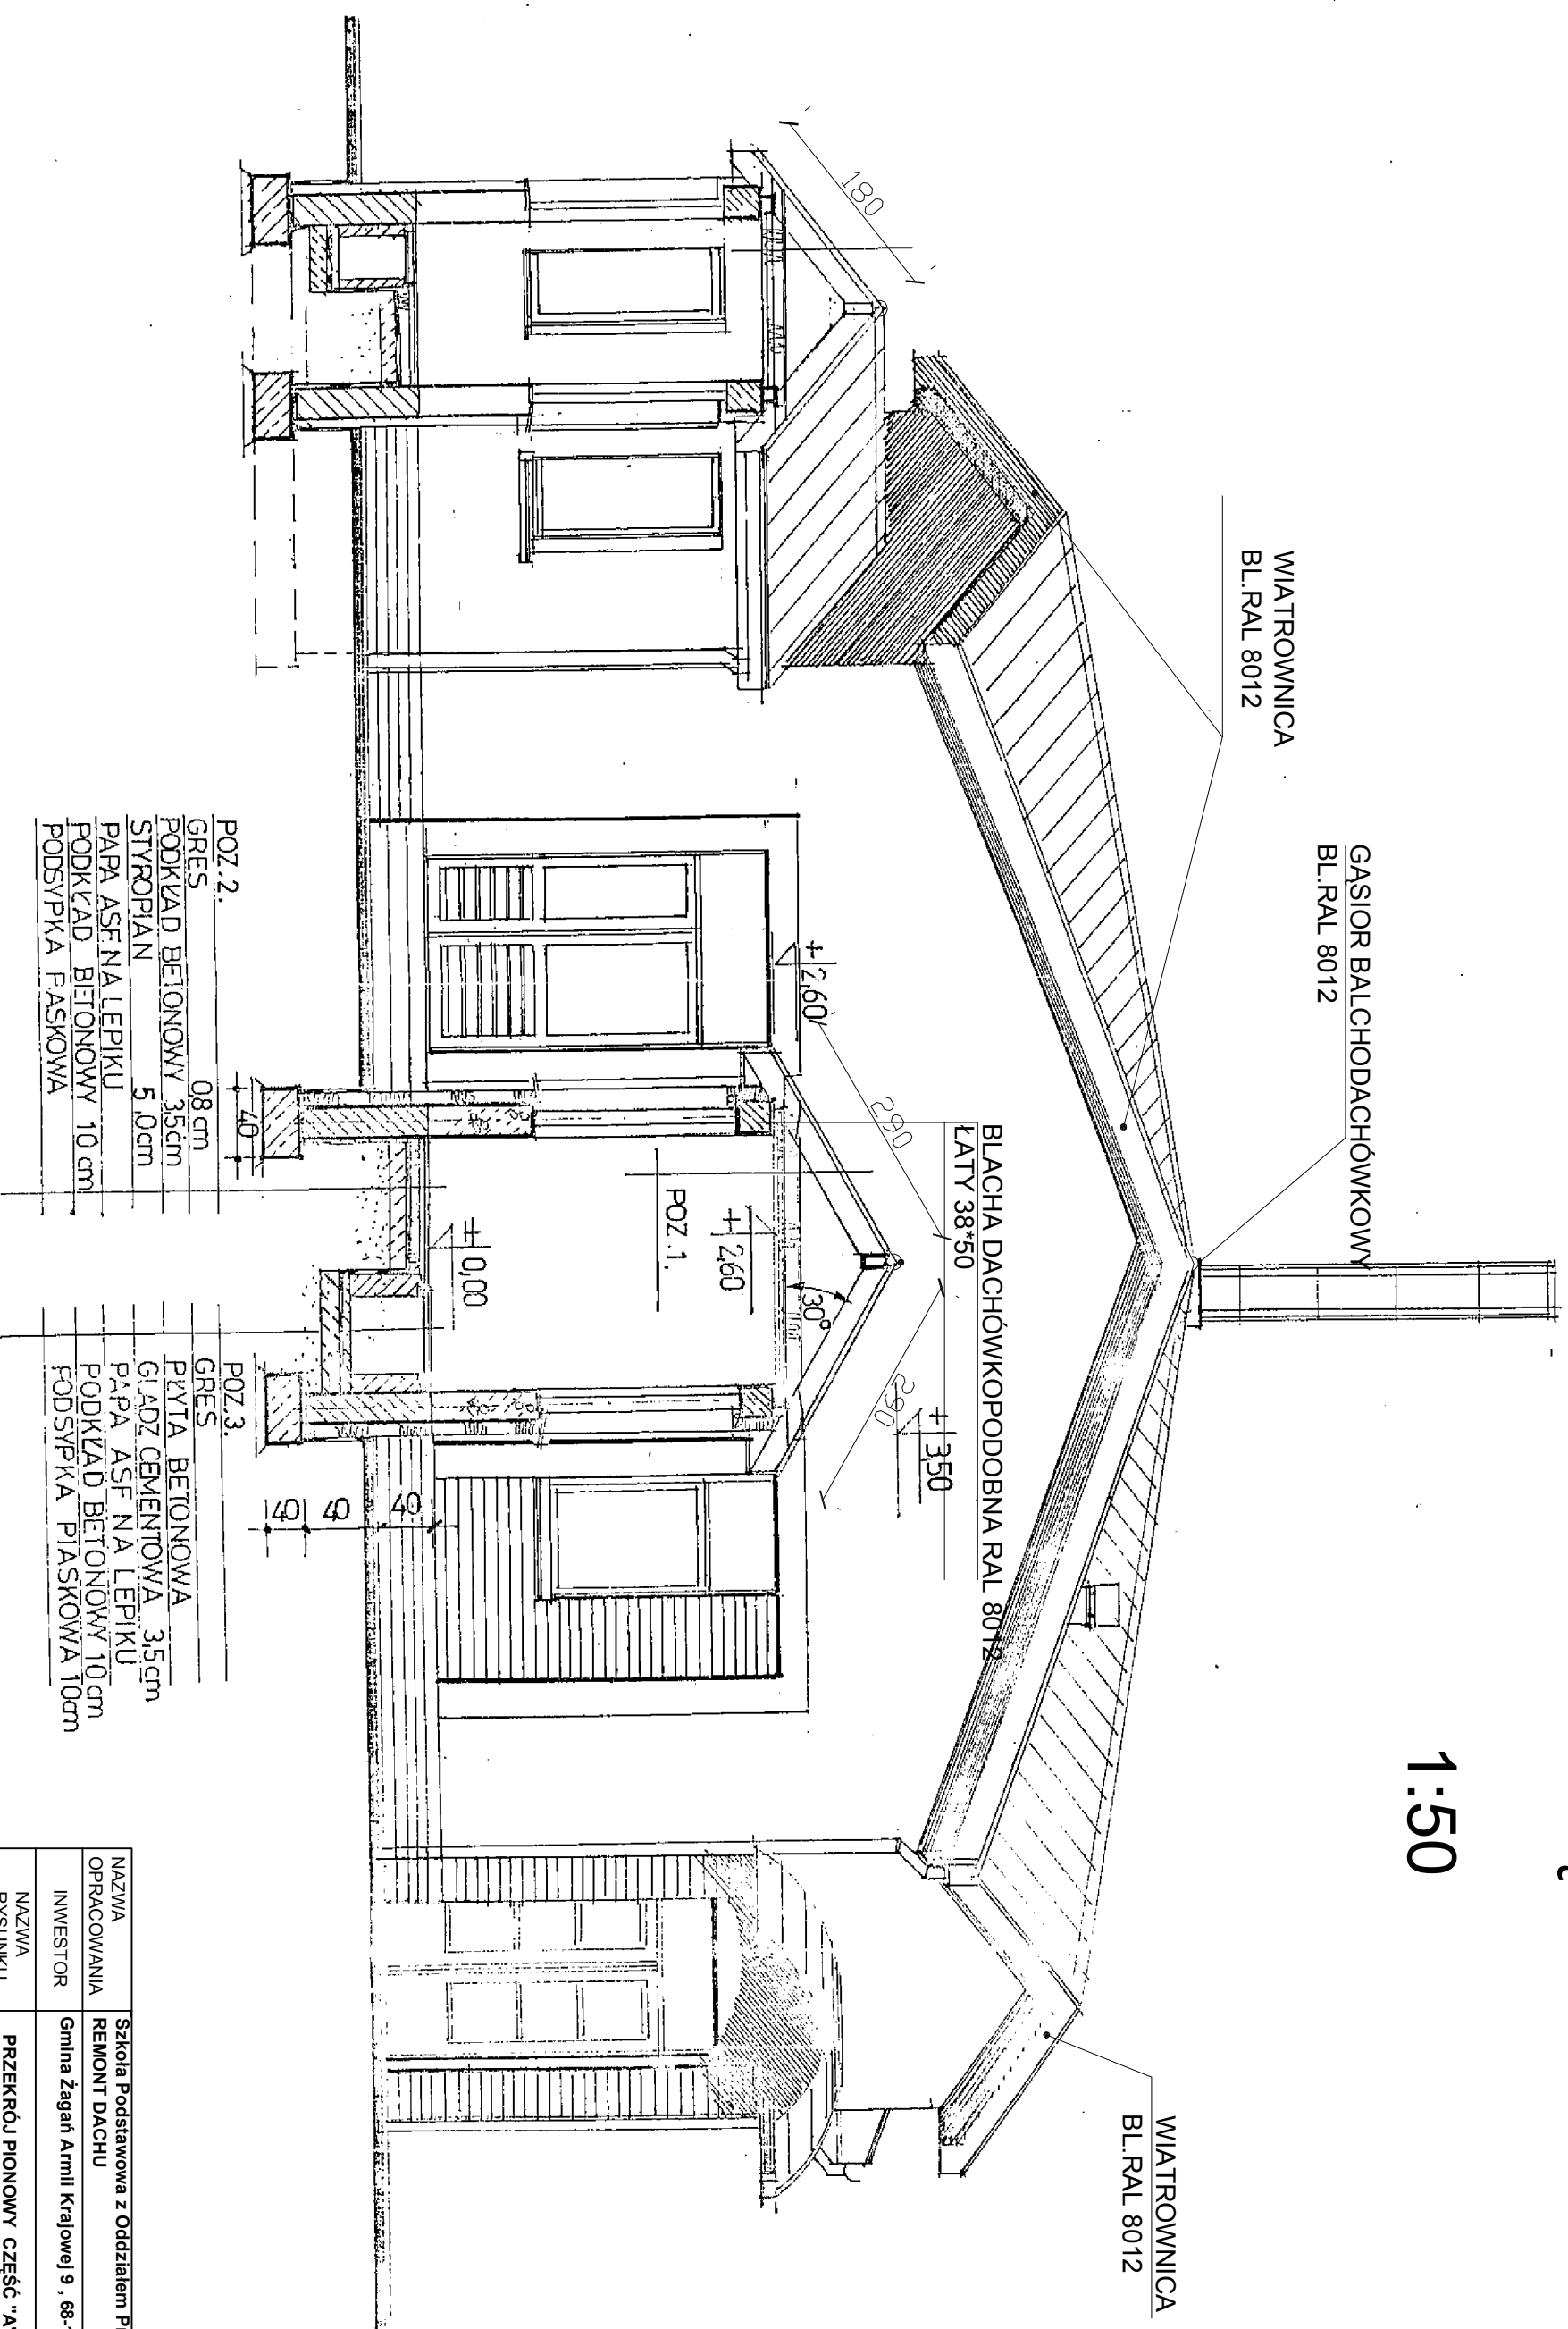 1:50
GĄSIOR BALCHODACHÓWKOWY
BL.RAL 8012
WIATROWNICA
BL.RAL 8012
WIATROWNICA
BL.RAL 8012
BLACHA DACHÓWKOPODOBNA RAL 8012
ŁATY 38*50
180
290
290
+3,50
+2,60
+2,60
30°
POZ.1.
±0,00
40
40
40
40
POZ.2.
GRES 0,8 cm
PODKŁAD BETONOWY 3,5cm
STYROPIAN 5,0cm
PAPA ASF.NA LEPIKU
PODKŁAD BETONOWY 10 cm
PODSYPKA PIASKOWA
POZ.3.
GRES
PŁYTA BETONOWA
GŁADZ CEMENTOWA 3,5cm
PAPA ASF NA LEPIKU
PODKŁAD BETONOWY 10cm
PODSYPKA PIASKOWA 10cm
NAZWA OPRACOWANIA
Szkoła Podstawowa z Oddziałem
REMONT DACHU
INWESTOR
Gmina Żagań Armii Krajowej 9 , 68-
NAZWA RYSUNKU
PRZEKRÓJ PIONOWY CZĘŚĆ "A"